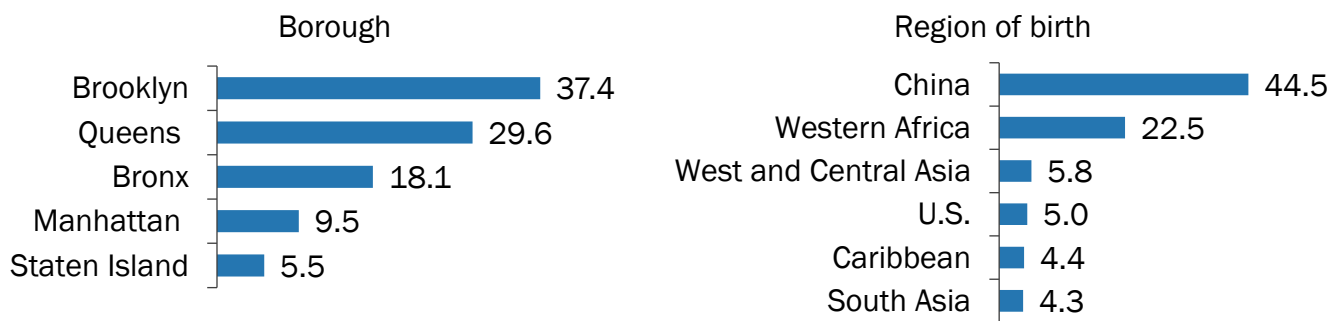 Borough
Brooklyn 37.4
Queens 29.6
Bronx 18.1
Manhattan 9.5
Staten Island 5.5
Region of birth
China 44.5
Western Africa 22.5
West and Central Asia 5.8
U.S. 5.0
Caribbean 4.4
South Asia 4.3